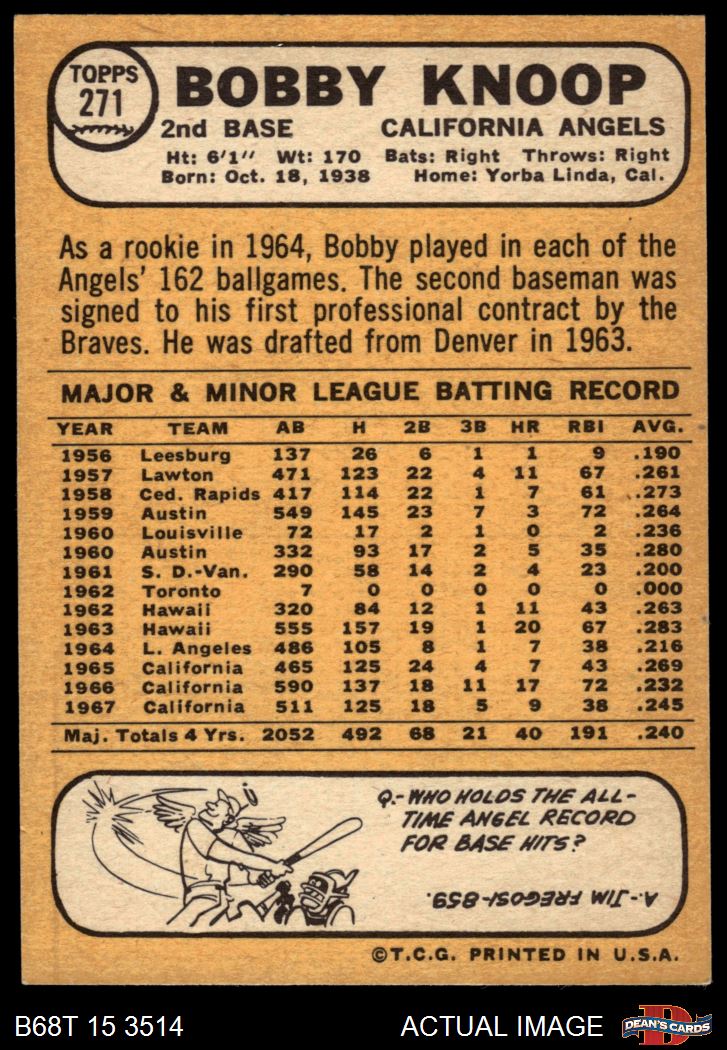 TOPPS
271
BOBBY KNOOP
2nd BASE CALIFORNIA ANGELS
Ht: 6'1" Wt: 170 Bats: Right Throws: Right
Born: Oct. 18, 1938 Home: Yorba Linda, Cal.
As a rookie in 1964, Bobby played in each of the
Angels' 162 ballgames. The second baseman was
signed to his first professional contract by the
Braves. He was drafted from Denver in 1963.
MAJOR & MINOR LEAGUE BATTING RECORD
YEAR TEAM AB H 2B 3B HR RBI AVG.
1956 Leesburg 137 26 6 1 1 9 .190
1957 Lawton 471 123 22 4 11 67 .261
1958 Ced. Rapids 417 114 22 1 7 61 .273
1959 Austin 549 145 23 7 3 72 .264
1960 Louisville 72 17 2 1 0 2 .236
1960 Austin 332 93 17 2 5 35 .280
1961 S. D.-Van. 290 58 14 2 4 23 .200
1962 Toronto 7 0 0 0 0 0 .000
1962 Hawaii 320 84 12 1 11 43 .263
1963 Hawaii 555 157 19 1 20 67 .283
1964 L. Angeles 486 105 8 1 7 38 .216
1965 California 465 125 24 4 7 43 .269
1966 California 590 137 18 11 17 72 .232
1967 California 511 125 18 5 9 38 .245
Maj. Totals 4 Yrs. 2052 492 68 21 40 191 .240
Q.-WHO HOLDS THE ALL-
TIME ANGEL RECORD
FOR BASE HITS?
A.-JIM FREGOSI-859.
©T.C.G. PRINTED IN U.S.A.
B68T 15 3514 ACTUAL IMAGE
D
DEAN'S CARDS